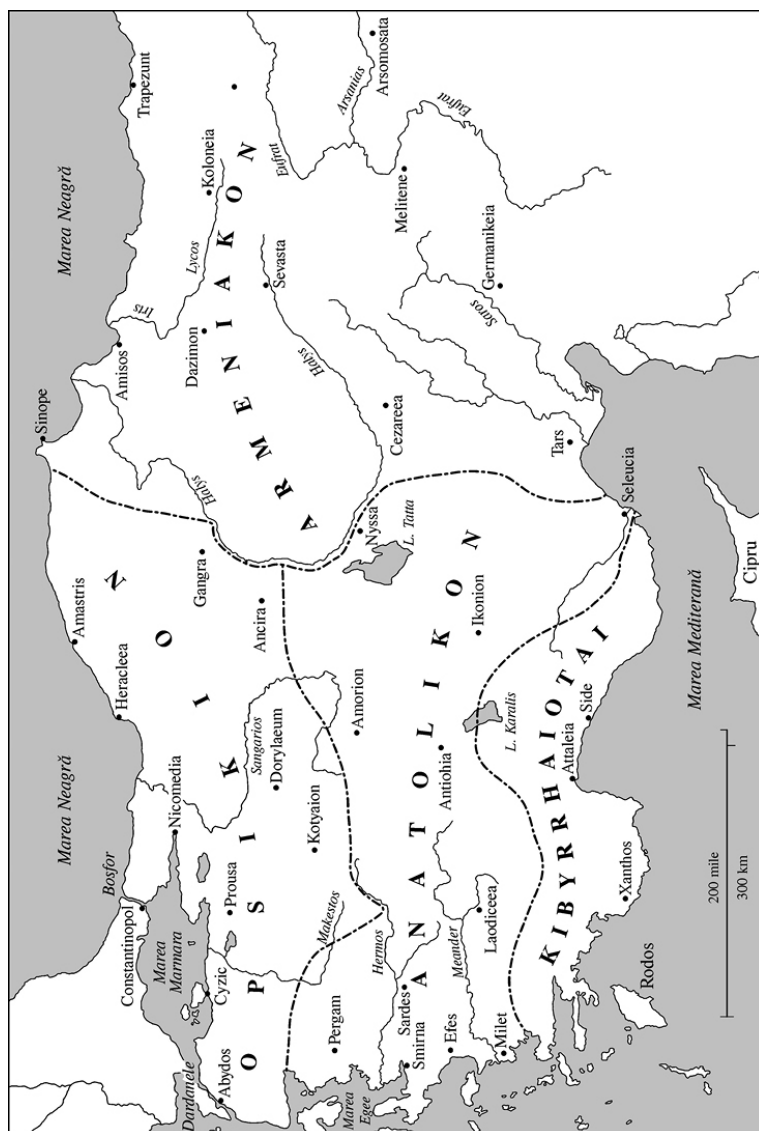 Marea Neagră
Marea Neagră
Bosfor
Constantinopol
Marea
Marmara
Dardanele
Abydos
Cyzic
Prousa
Nicomedia
Heracleea
Amastris
Sinope
Amisos
Trapezunt
Iris
Lycos
Koloneia
Dazimon
Halys
Gangra
Ancira
Sangarios
Dorylaeum
Kotyaion
Makestos
OPSIKION
ARMENIAKON
Sevasta
Halys
Eufrat
Arsanias
Arsomosata
Eufrat
Melitene
Germanikeia
Saros
Cezareea
Nyssa
L. Tatta
Tars
Seleucia
Pergam
Hermos
Sardes
Smirna
Marea
Egee
Efes
Meander
Milet
Laodiceea
Amorion
Antiohia
Ikonion
ANATOLIKON
L. Karalis
KIBYRRHAIOTAI
Attaleia
Side
Xanthos
Rodos
Marea Mediterană
Cipru
200 mile
300 km